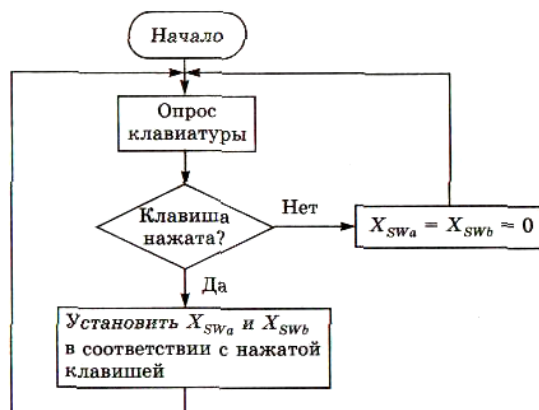 Начало
Опрос
клавиатуры
Клавиша
нажата?
Нет
X_SWa = X_SWb = 0
Да
Установить X_SWa и X_SWb
в соответствии с нажатой
клавишей